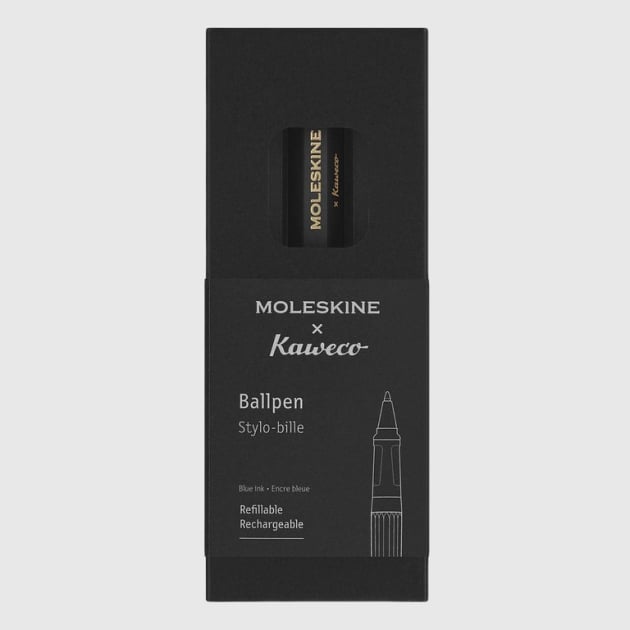 MOLESKINE
× Kaweco
MOLESKINE
×
Kaweco
Ballpen
Stylo-bille
Blue ink • Encre bleue
Refillable
Rechargeable